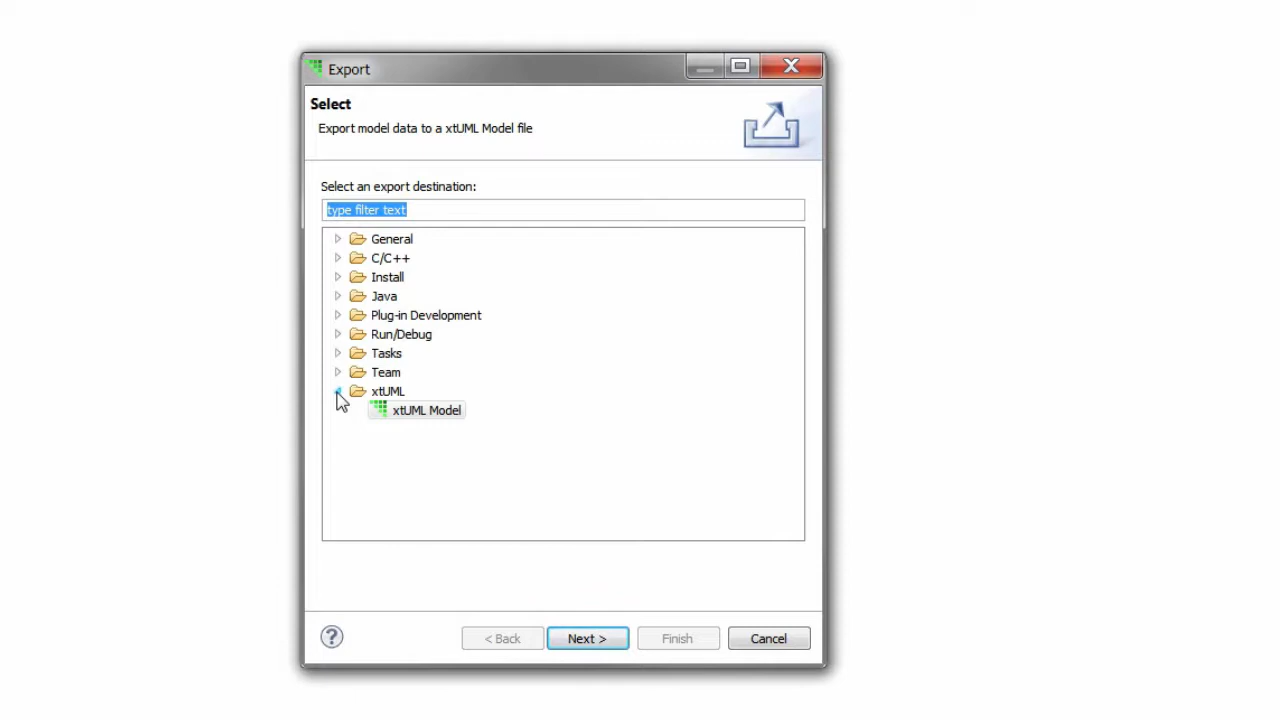 Export
Select
Export model data to a xtUML Model file
Select an export destination:
type filter text
General
C/C++
Install
Java
Plug-in Development
Run/Debug
Tasks
Team
xtUML
xtUML Model
? < Back Next > Finish Cancel